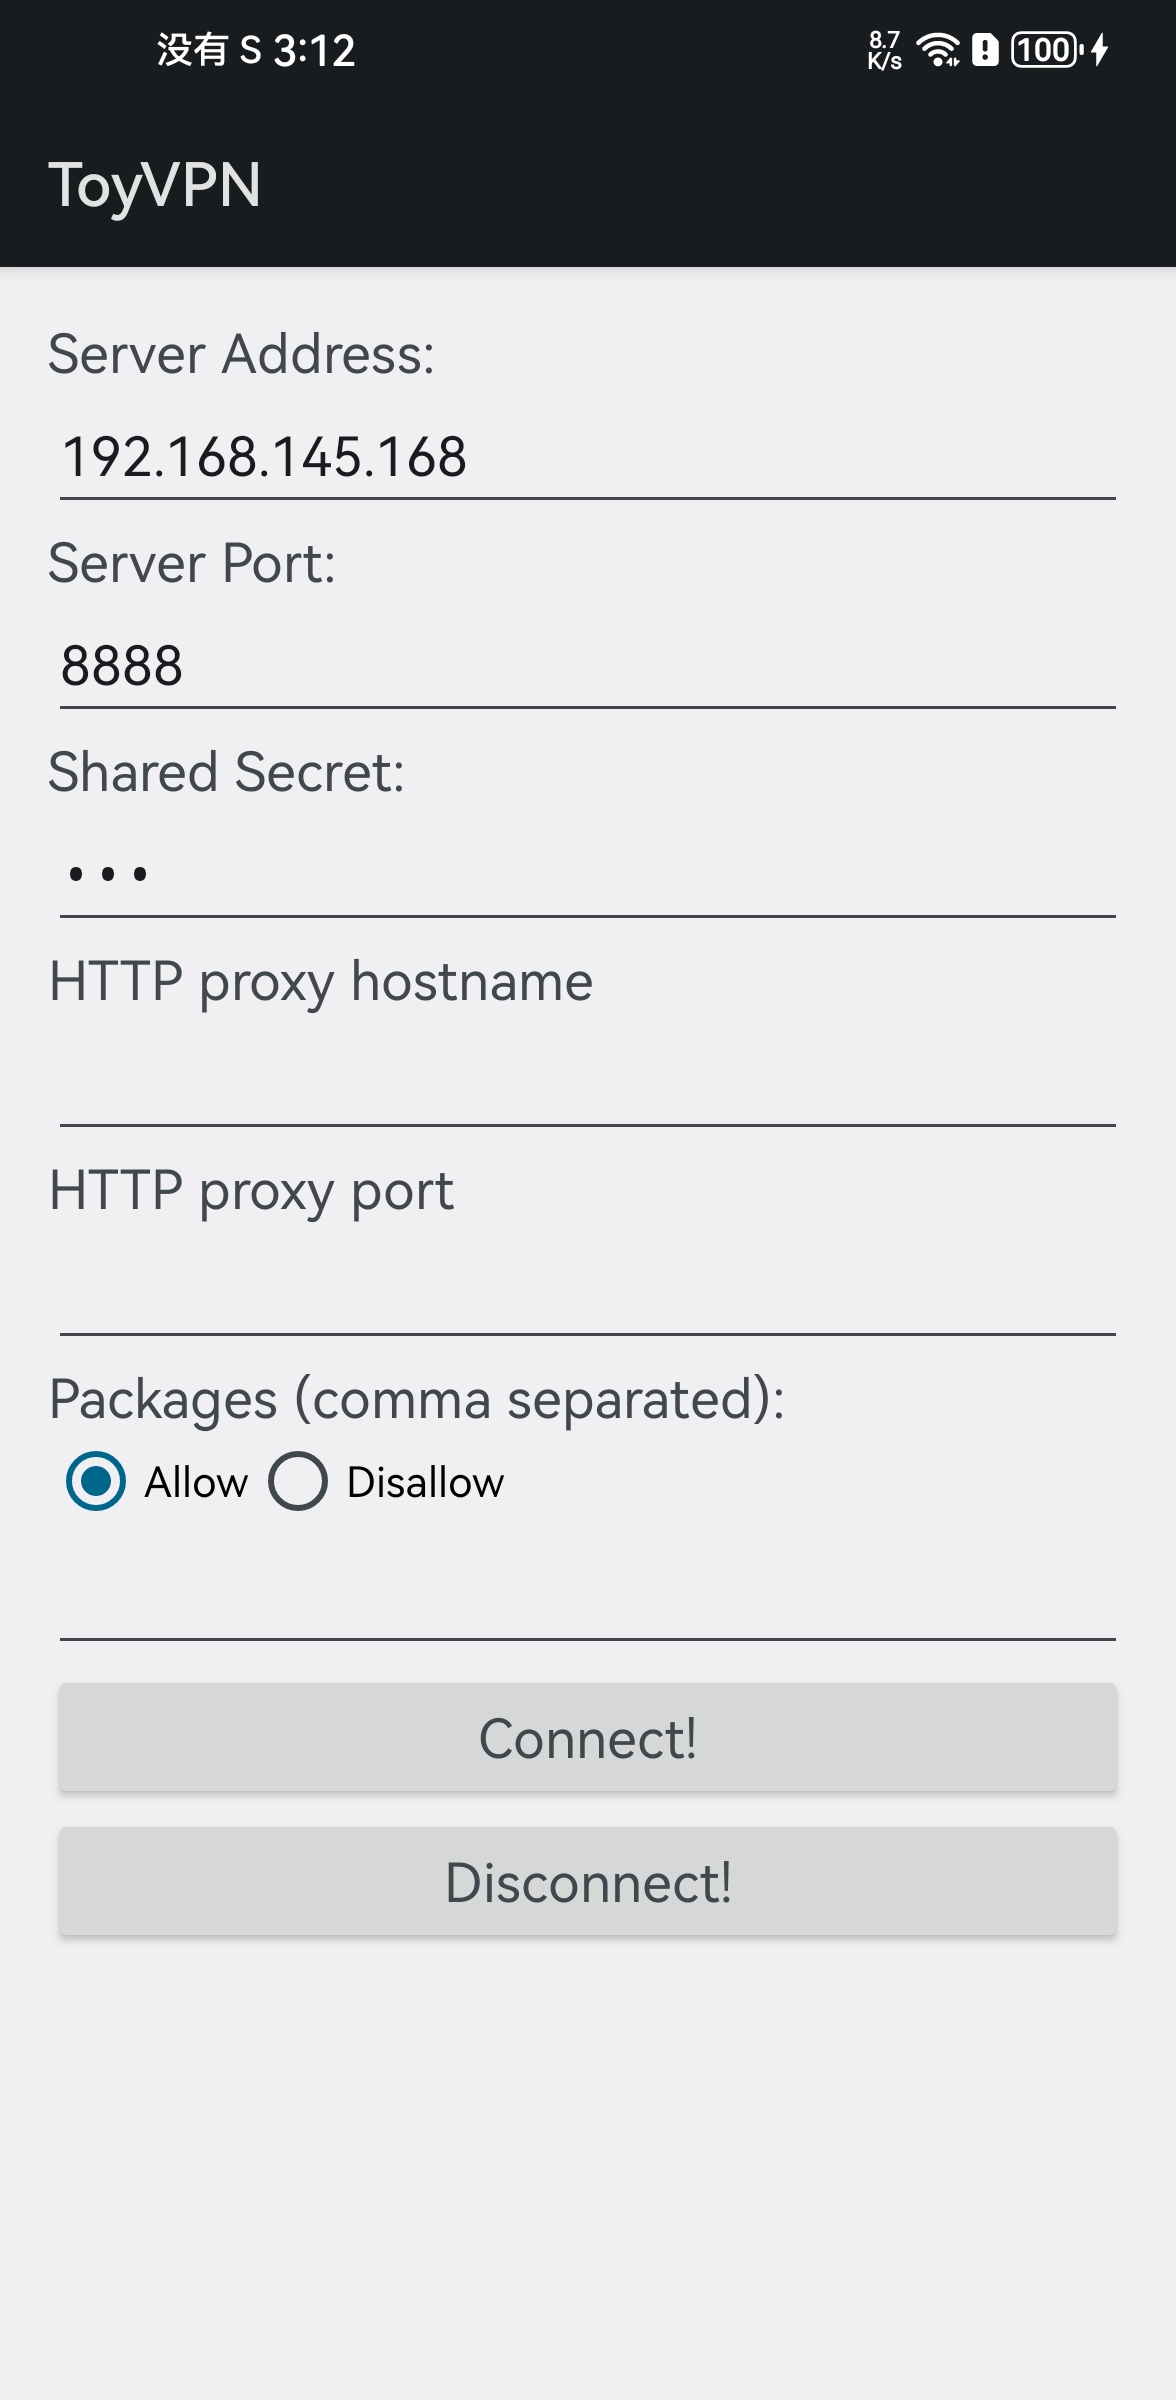 没有 S 3:12
8.7
K/s
100
ToyVPN
Server Address:
192.168.145.168
Server Port:
8888
Shared Secret:
•••
HTTP proxy hostname
HTTP proxy port
Packages (comma separated):
Allow Disallow
Connect!
Disconnect!